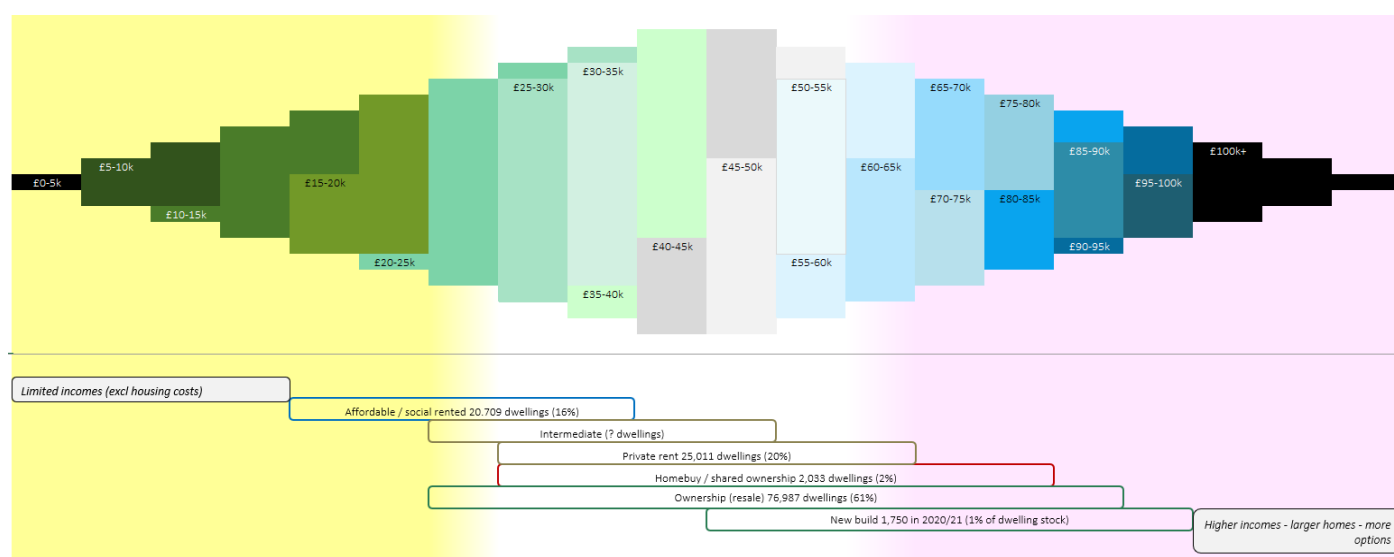 £0-5k
£5-10k
£10-15k
£15-20k
£20-25k
£25-30k
£30-35k
£35-40k
£40-45k
£45-50k
£50-55k
£55-60k
£60-65k
£65-70k
£70-75k
£75-80k
£80-85k
£85-90k
£90-95k
£95-100k
£100k+
Limited incomes (excl housing costs)
Affordable / social rented 20.709 dwellings (16%)
Intermediate (? dwellings)
Private rent 25,011 dwellings (20%)
Homebuy / shared ownership 2,033 dwellings (2%)
Ownership (resale) 76,987 dwellings (61%)
New build 1,750 in 2020/21 (1% of dwelling stock)
Higher incomes - larger homes - more
options